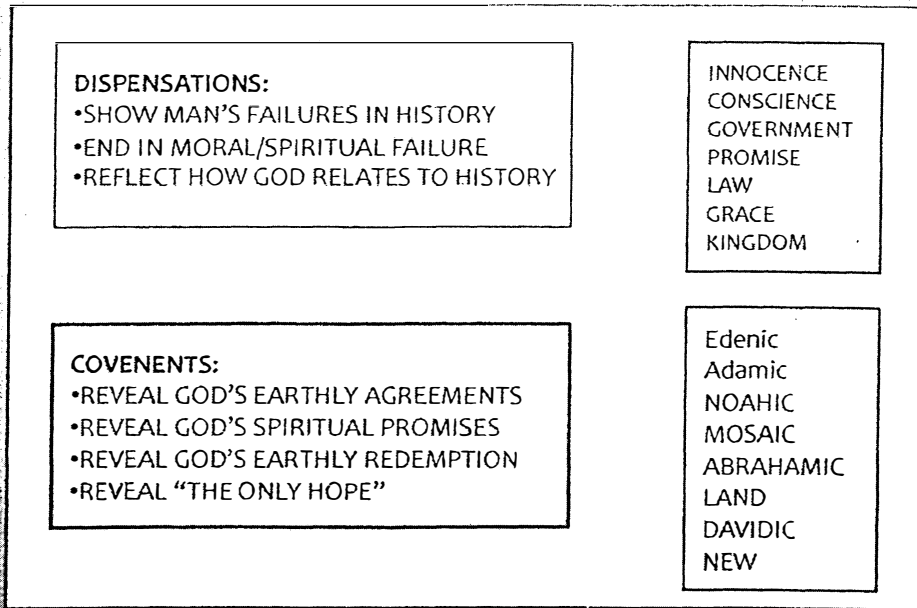 DISPENSATIONS:
•SHOW MAN'S FAILURES IN HISTORY
•END IN MORAL/SPIRITUAL FAILURE
•REFLECT HOW GOD RELATES TO HISTORY
INNOCENCE
CONSCIENCE
GOVERNMENT
PROMISE
LAW
GRACE
KINGDOM
COVENENTS:
•REVEAL GOD'S EARTHLY AGREEMENTS
•REVEAL GOD'S SPIRITUAL PROMISES
•REVEAL GOD'S EARTHLY REDEMPTION
•REVEAL “THE ONLY HOPE”
Edenic
Adamic
NOAHIC
MOSAIC
ABRAHAMIC
LAND
DAVIDIC
NEW